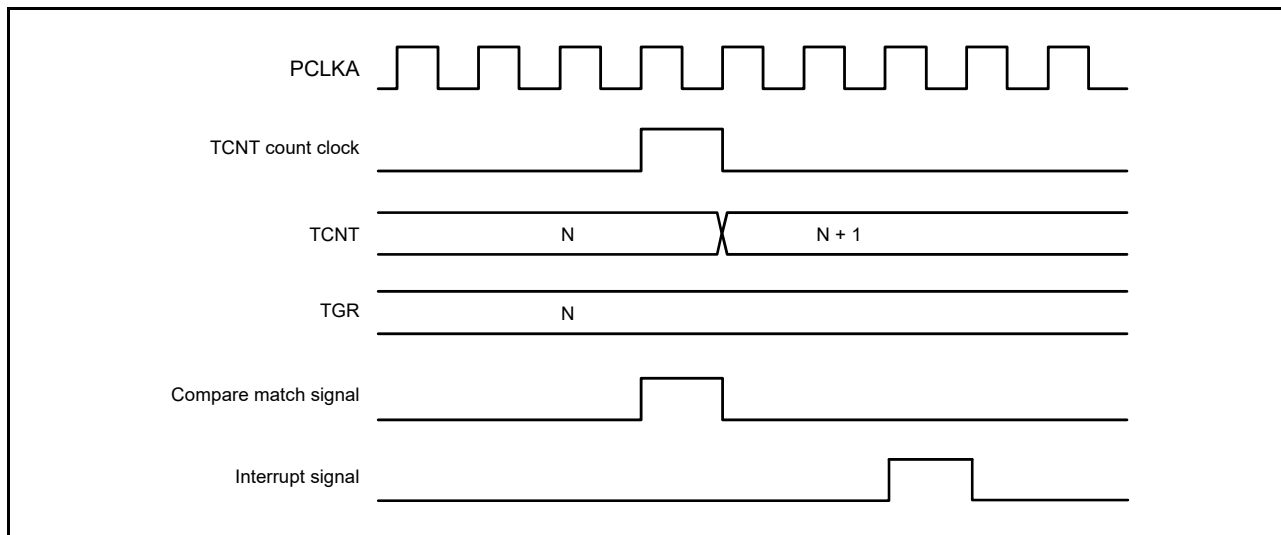 PCLKA
TCNT count clock
TCNT
N
N + 1
TGR
N
Compare match signal
Interrupt signal